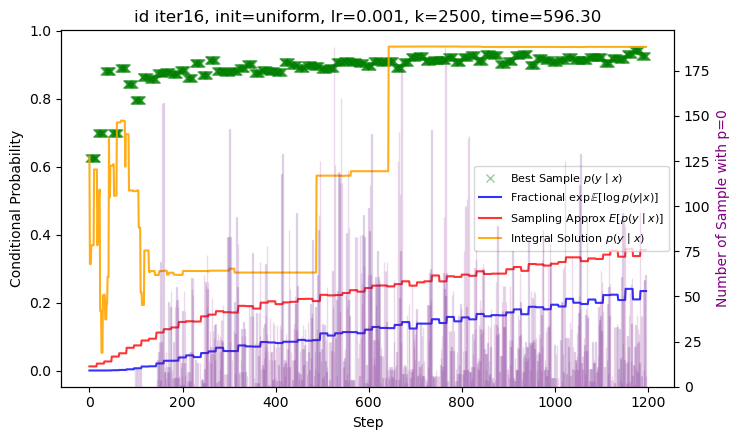 id iter16, init=uniform, lr=0.001, k=2500, time=596.30
Conditional Probability
1.0
0.8
0.6
0.4
0.2
0.0
Best Sample p(y | x)
Fractional exp𝔼[log p(y|x)]
Sampling Approx E[p(y | x)]
Integral Solution p(y | x)
175
150
125
100
75
50
25
0
Number of Sample with p=0
0 200 400 600 800 1000 1200
Step